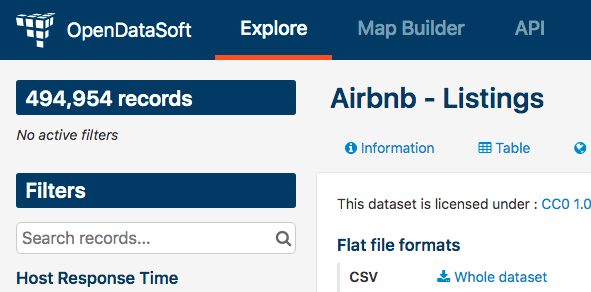 OpenDataSoft
Explore
Map Builder
API
494,954 records
No active filters
Filters
Search records...
Host Response Time
Airbnb - Listings
Information
Table
This dataset is licensed under : CC0 1.0
Flat file formats
CSV
Whole dataset